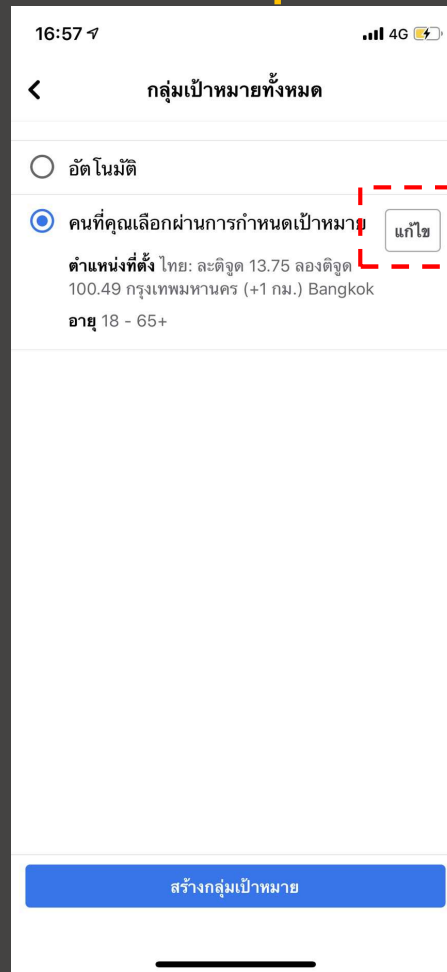 16:57
4G
กลุ่มเป้าหมายทั้งหมด
อัตโนมัติ
คนที่คุณเลือกผ่านการกำหนดเป้าหมาย
แก้ไข
ตำแหน่งที่ตั้ง ไทย: ละติจูด 13.75 ลองติจูด
100.49 กรุงเทพมหานคร (+1 กม.) Bangkok
อายุ 18 - 65+
สร้างกลุ่มเป้าหมาย